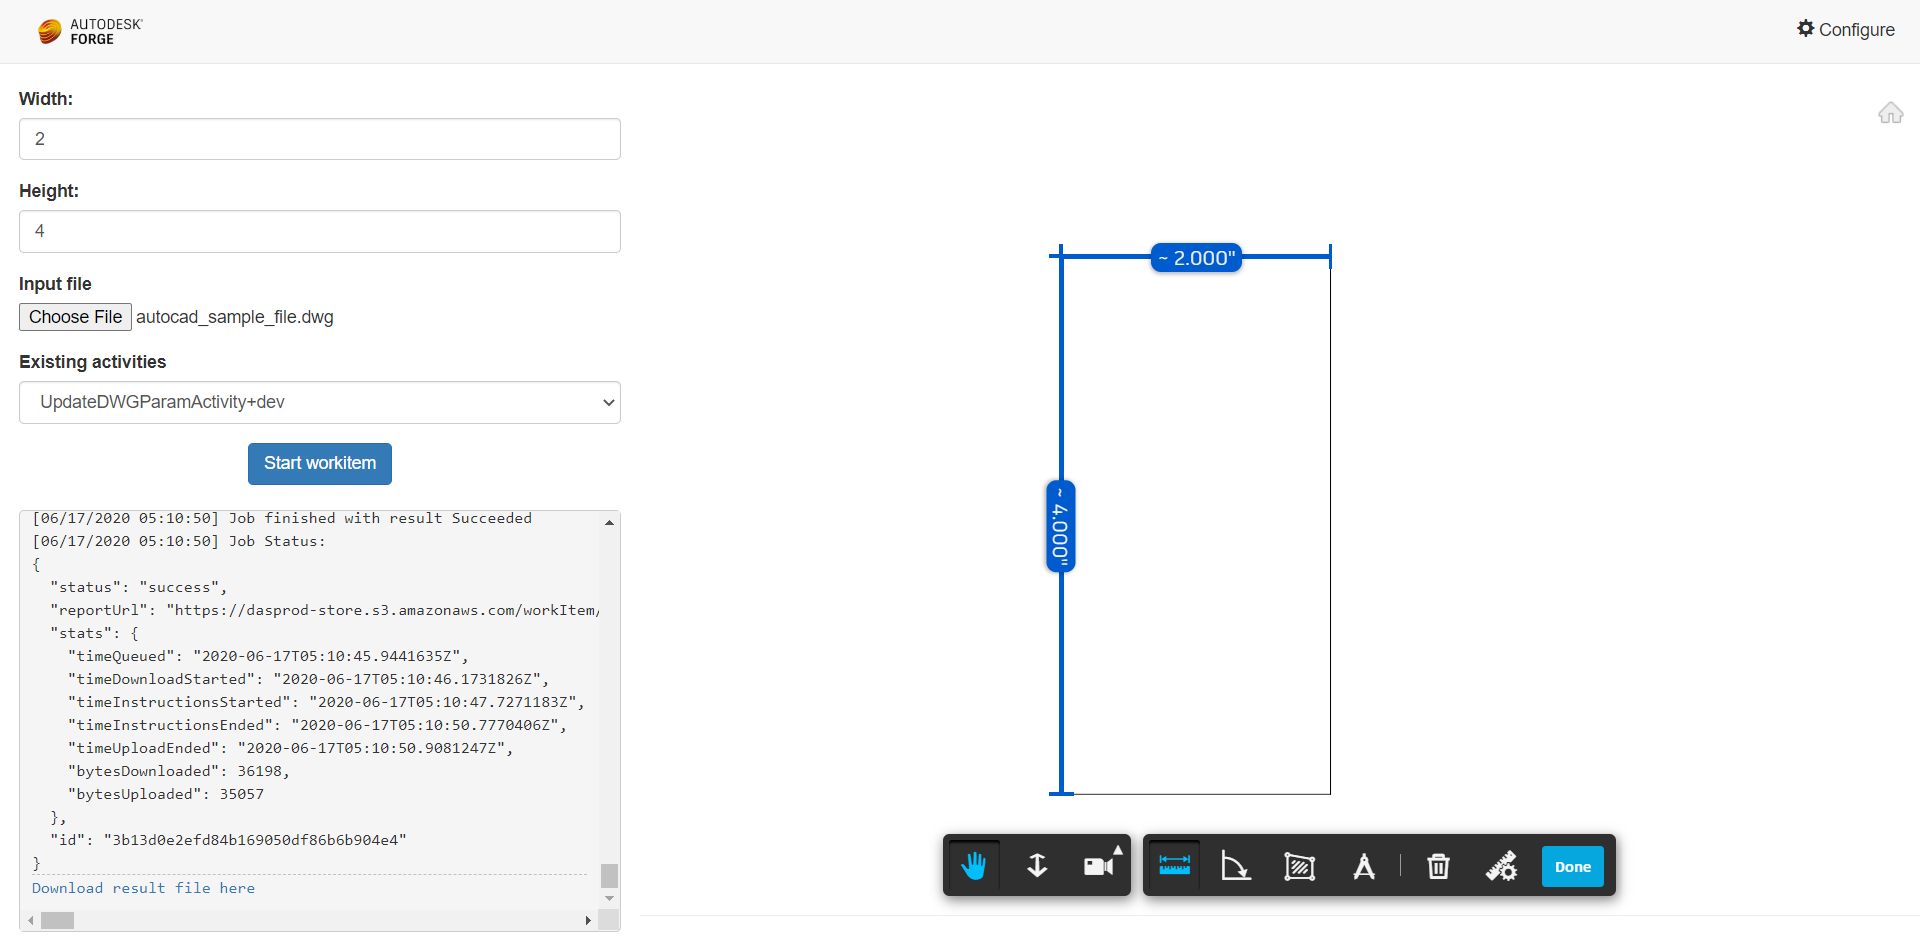 AUTODESK
FORGE
Configure
Width:
2
Height:
4
Input file
Choose File autocad_sample_file.dwg
Existing activities
UpdateDWGParamActivity+dev
Start workitem
[06/17/2020 05:10:50] Job finished with result Succeeded
[06/17/2020 05:10:50] Job Status:
{
"status": "success",
"reportUrl": "https://dasprod-store.s3.amazonaws.com/workItem/
"stats": {
"timeQueued": "2020-06-17T05:10:45.9441635Z",
"timeDownloadStarted": "2020-06-17T05:10:46.1731826Z",
"timeInstructionsStarted": "2020-06-17T05:10:47.7271183Z",
"timeInstructionsEnded": "2020-06-17T05:10:50.7770406Z",
"timeUploadEnded": "2020-06-17T05:10:50.9081247Z",
"bytesDownloaded": 36198,
"bytesUploaded": 35057
},
"id": "3b13d0e2efd84b169050df86b6b904e4"
}
Download result file here
~ 2.000"
~ 4.000"
Done